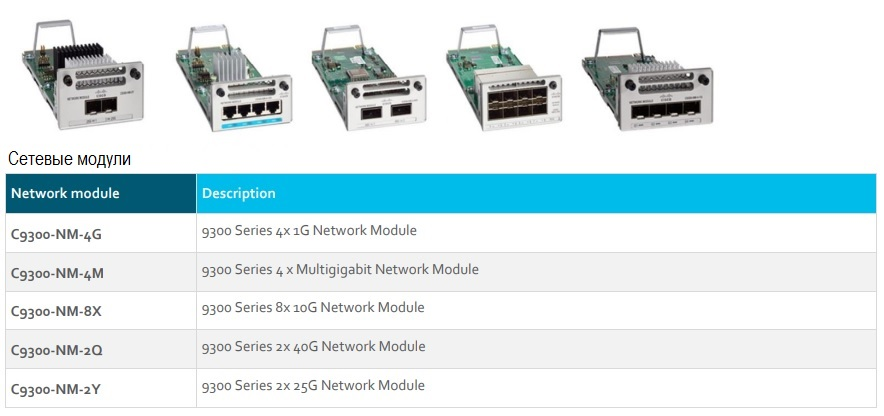 Сетевые модули
Network module Description
C9300-NM-4G 9300 Series 4x 1G Network Module
C9300-NM-4M 9300 Series 4 x Multigigabit Network Module
C9300-NM-8X 9300 Series 8x 10G Network Module
C9300-NM-2Q 9300 Series 2x 40G Network Module
C9300-NM-2Y 9300 Series 2x 25G Network Module